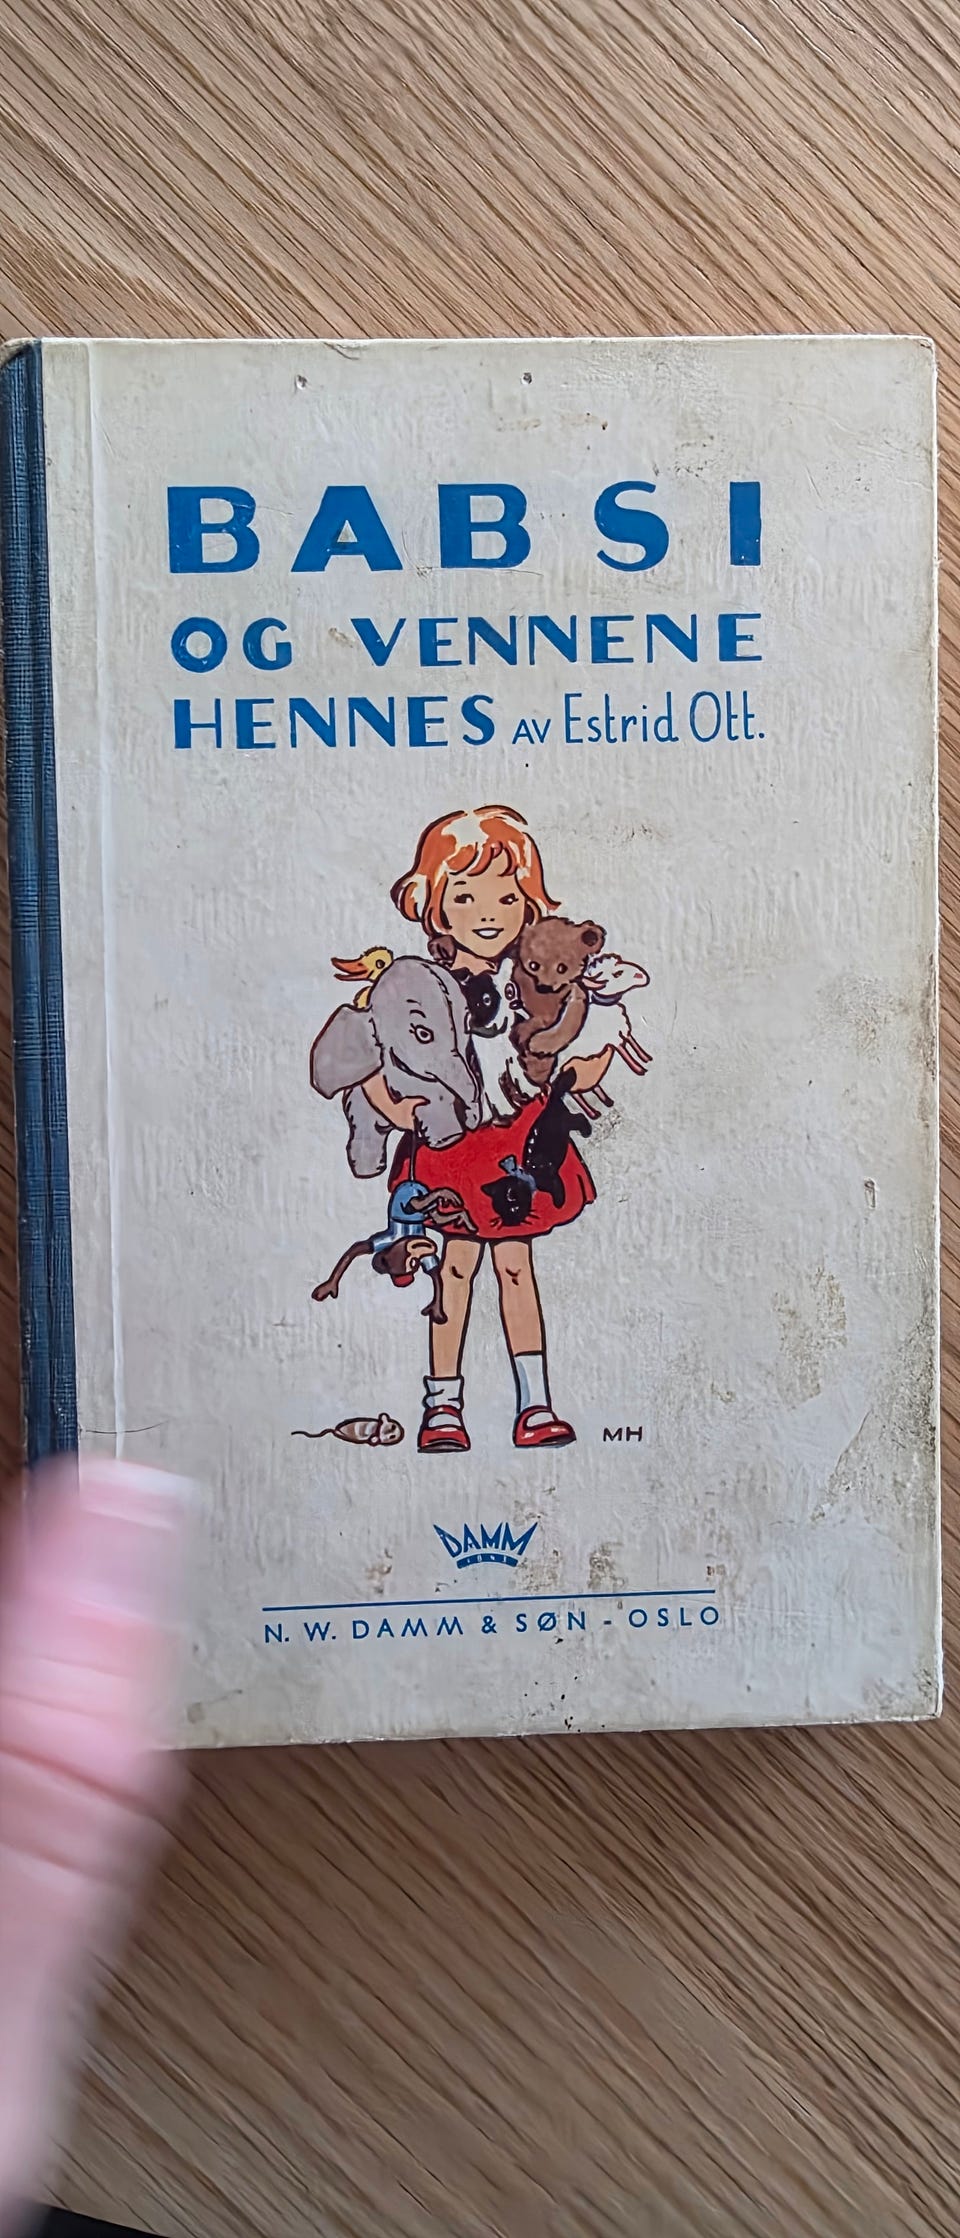 BABSI
OG VENNENE
HENNES AV Estrid Ott.
MH
DAMM
N. W. DAMM & SØN - OSLO